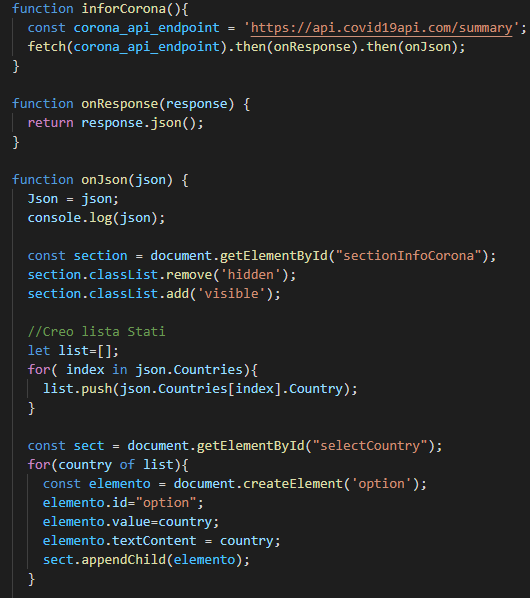 function inforCorona(){
const corona_api_endpoint = 'https://api.covid19api.com/summary';
fetch(corona_api_endpoint).then(onResponse).then(onJson);
}
function onResponse(response) {
return response.json();
}
function onJson(json) {
Json = json;
console.log(json);
const section = document.getElementById("sectionInfoCorona");
section.classList.remove('hidden');
section.classList.add('visible');
//Creo lista Stati
let list=[];
for( index in json.Countries){
list.push(json.Countries[index].Country);
}
const sect = document.getElementById("selectCountry");
for(country of list){
const elemento = document.createElement('option');
elemento.id="option";
elemento.value=country;
elemento.textContent = country;
sect.appendChild(elemento);
}